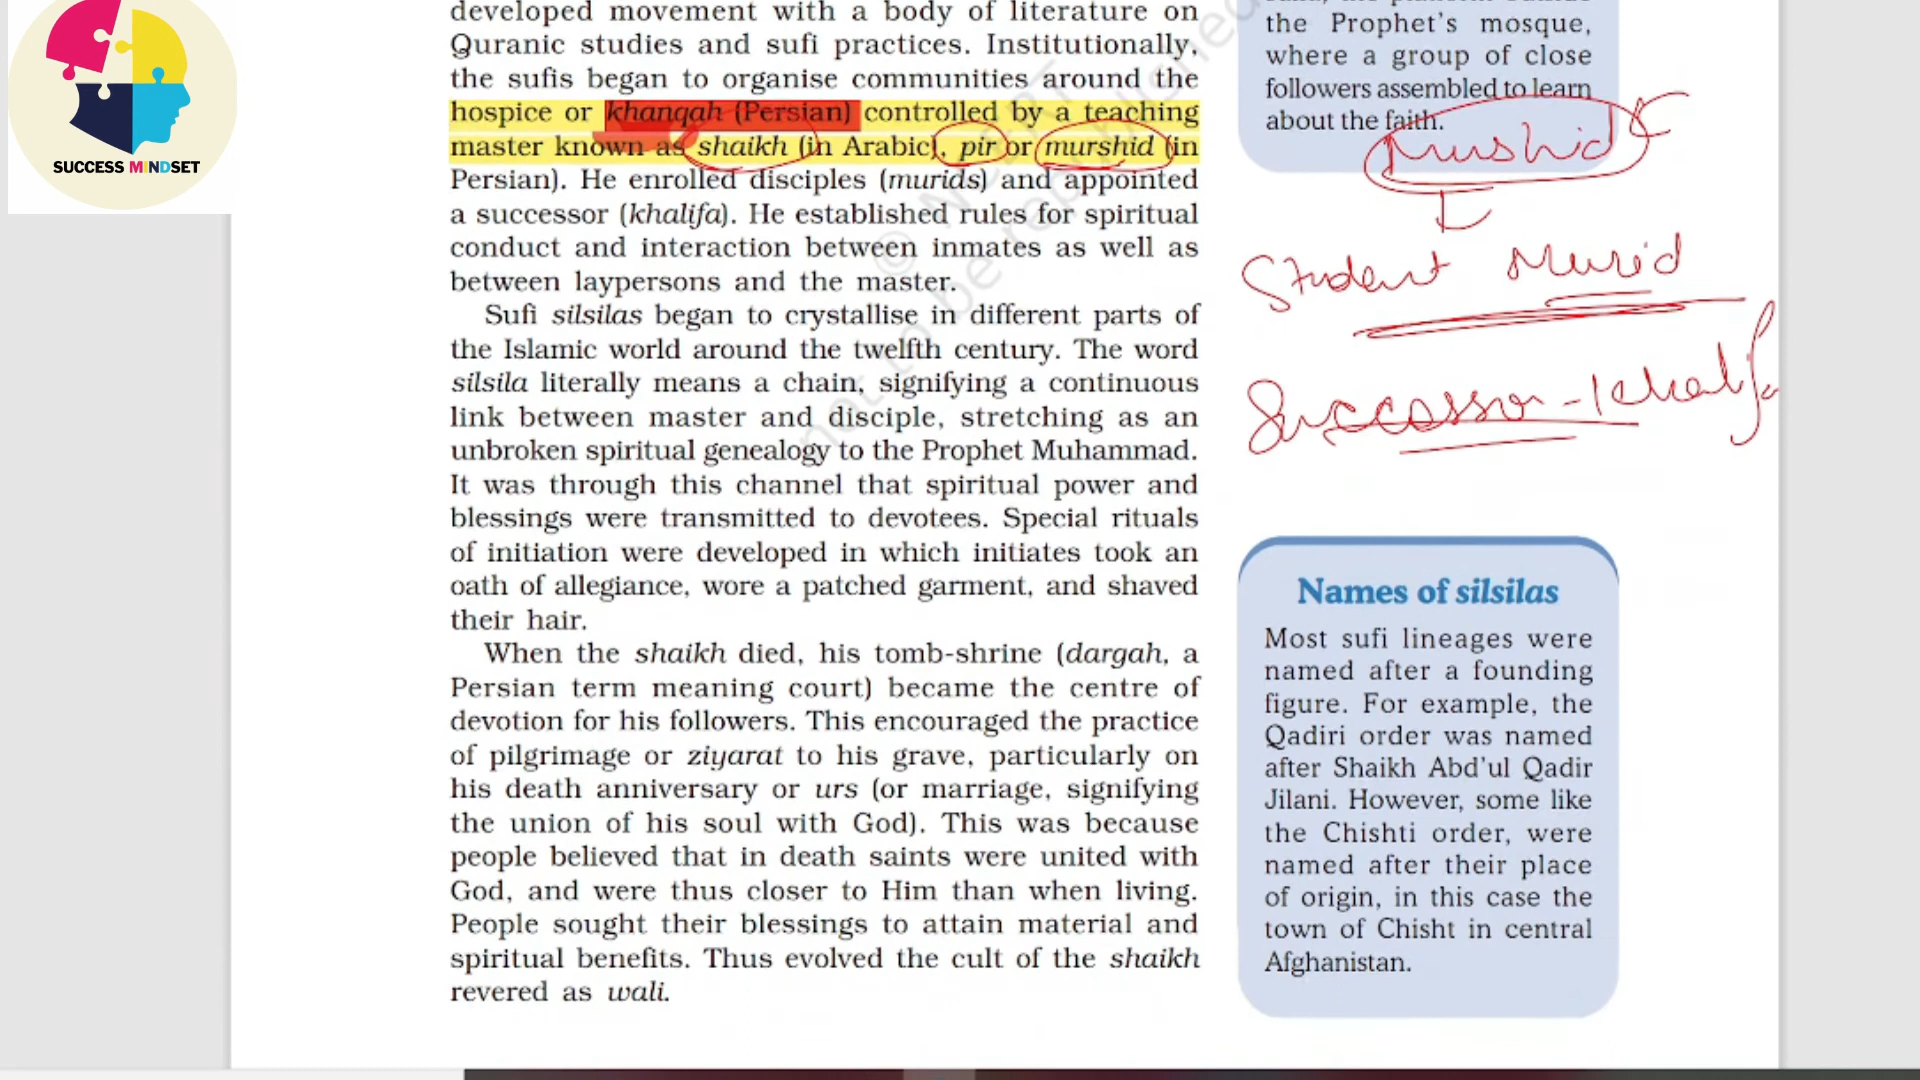 SUCCESS MINDSET
developed movement with a body of literature on
Quranic studies and sufi practices. Institutionally,
the sufis began to organise communities around the
hospice or khanqah (Persian) controlled by a teaching
master known as shaikh (in Arabic), pir or murshid (in
Persian). He enrolled disciples (murids) and appointed
a successor (khalifa). He established rules for spiritual
conduct and interaction between inmates as well as
between laypersons and the master.
Sufi silsilas began to crystallise in different parts of
the Islamic world around the twelfth century. The word
silsila literally means a chain, signifying a continuous
link between master and disciple, stretching as an
unbroken spiritual genealogy to the Prophet Muhammad.
It was through this channel that spiritual power and
blessings were transmitted to devotees. Special rituals
of initiation were developed in which initiates took an
oath of allegiance, wore a patched garment, and shaved
their hair.
When the shaikh died, his tomb-shrine (dargah, a
Persian term meaning court) became the centre of
devotion for his followers. This encouraged the practice
of pilgrimage or ziyarat to his grave, particularly on
his death anniversary or urs (or marriage, signifying
the union of his soul with God). This was because
people believed that in death saints were united with
God, and were thus closer to Him than when living.
People sought their blessings to attain material and
spiritual benefits. Thus evolved the cult of the shaikh
revered as wali.
the Prophet's mosque,
where a group of close
followers assembled to learn
about the faith.
Murshid
Student Murid
Successor - Khalifa
Names of silsilas
Most sufi lineages were
named after a founding
figure. For example, the
Qadiri order was named
after Shaikh Abd'ul Qadir
Jilani. However, some like
the Chishti order, were
named after their place
of origin, in this case the
town of Chisht in central
Afghanistan.
© NCERT
not to be republished